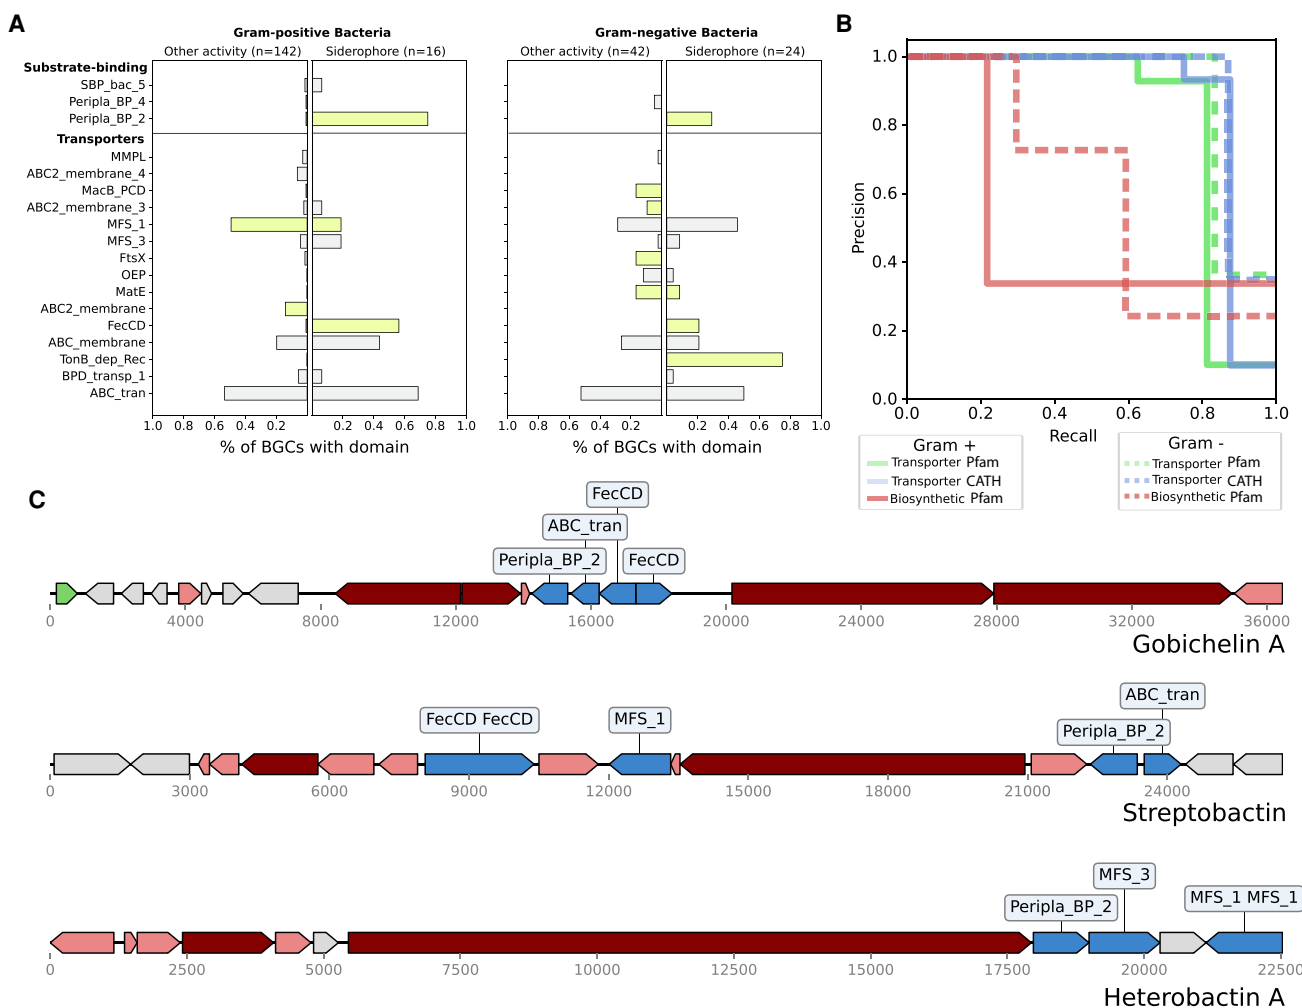 A
Gram-positive Bacteria
Other activity (n=142)
Siderophore (n=16)
Gram-negative Bacteria
Other activity (n=42)
Siderophore (n=24)
Substrate-binding
SBP_bac_5
Peripla_BP_4
Peripla_BP_2
Transporters
MMPL
ABC2_membrane_4
MacB_PCD
ABC2_membrane_3
MFS_1
MFS_3
FtsX
OEP
MatE
ABC2_membrane
FecCD
ABC_membrane
TonB_dep_Rec
BPD_transp_1
ABC_tran
1.0 0.8 0.6 0.4 0.2 0.2 0.4 0.6 0.8 1.0
1.0 0.8 0.6 0.4 0.2 0.2 0.4 0.6 0.8 1.0
% of BGCs with domain
% of BGCs with domain
B
1.0
0.8
0.6
0.4
0.2
0.0
Precision
0.0 0.2 0.4 0.6 0.8 1.0
Recall
Gram +
Transporter Pfam
Transporter CATH
Biosynthetic Pfam
Gram -
Transporter Pfam
Transporter CATH
Biosynthetic Pfam
C
FecCD
ABC_tran
Peripla_BP_2
FecCD
0 4000 8000 12000 16000 20000 24000 28000 32000 36000
Gobichelin A
ABC_tran
FecCD FecCD
MFS_1
Peripla_BP_2
0 3000 6000 9000 12000 15000 18000 21000 24000
Streptobactin
MFS_3
Peripla_BP_2
MFS_1 MFS_1
0 2500 5000 7500 10000 12500 15000 17500 20000 22500
Heterobactin A